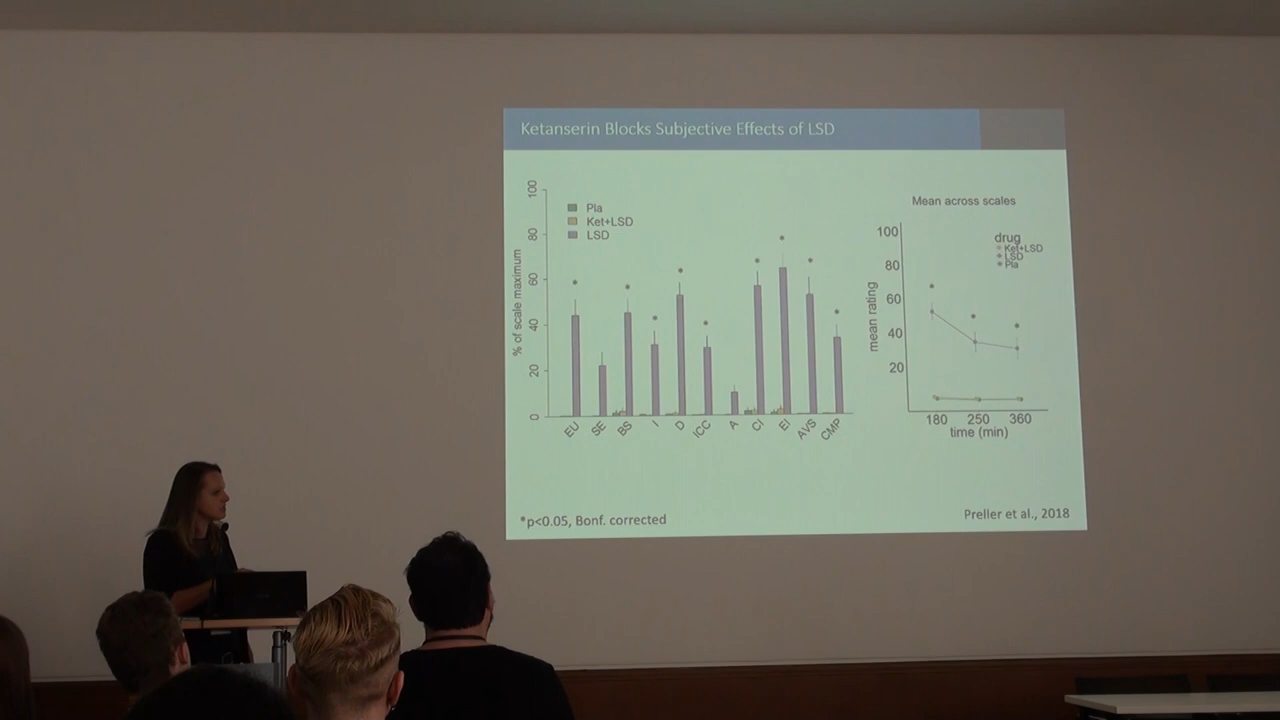 Ketanserin Blocks Subjective Effects of LSD
100
80
60
40
20
0
% of scale maximum
Pla
Ket+LSD
LSD
EU
SE
BS
I
D
ICC
A
CI
EI
AVS
CMP
Mean across scales
100
80
60
40
20
mean rating
drug
Ket+LSD
LSD
Pla
180 250 360
time (min)
*p<0.05, Bonf. corrected
Preller et al., 2018